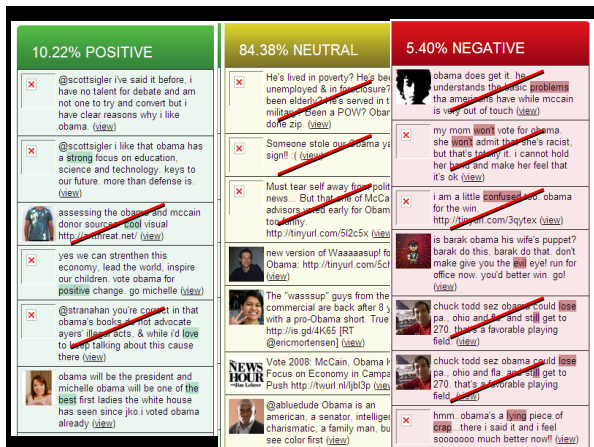 10.22% POSITIVE
@scottsigler i've said it before, i
have no talent for debate and am
not one to try and convert but i
have clear reasons why i like
obama. (view)
@scottsigler i like that obama has
a strong focus on education,
science and technology. keys to
our future. more than defense is.
(view)
assessing the obama and mccain
donor sources, cool visual
(view)
yes we can strenthen this
economy, lead the world, inspire
our children. vote obama for
positive change. go michelle (view)
@stranahan you're correct in that
obama's books do not advocate
ayers' illegal acts. & while i'd love
to keep talking about this cause
there (view)
obama will be the president and
michelle obama will be one of the
best first ladies the white house
has seen since jko.i voted obama
already (view)
84.38% NEUTRAL
He's lived in poverty? He's bee
unemployed & in foreclosure?
been elderly? He's served in t
military? Been a POW? Obar
done zip. (view)
Someone stole our Obama ya
sign!! :( (view)
Must tear self away from polit
news... But that one of McCa
advisors voted early for Obam
too funny.
http://tinyurl.com/5l2c5x (view
new version of Waaaaasup! for
Obama: http://tinyurl.com/5ch
(view)
The "wasssup" guys from the
commercial are back after 8 y
with a pro-Obama short. True.
http://is.gd/4K65 [RT
@ericmortensen] (view)
NEWS
HOUR
with Jim Lehrer
Vote 2008: McCain, Obama H
Focus on Economy in Campa
Push http://twurl.nl/ljbl3p (view
@abluedude Obama is an
american, a senator, intelliger
charismatic, a family man, bu
see color first (view)
5.40% NEGATIVE
obama does get it. he
understands the basic problems
tha americans have while mccain
is very out of touch (view)
my mom won't vote for obama.
she won't admit that she's racist,
but that's totally it. i cannot hold
her hand and make her feel that
it's ok (view)
i am a little confused too. obama
for the win.
http://tinyurl.com/3qytex (view)
is barak obama his wife's puppet?
barak do this, barak do that. don't
make give you the evil eye! run for
office now. you'd better win. go!
(view)
chuck todd sez obama could lose
pa., ohio and fla. and still get to
270. that's a favorable playing
field. (view)
chuck todd sez obama could lose
pa., ohio and fla. and still get to
270. that's a favorable playing
field. (view)
hmm..obama's a lying piece of
crap...there i said it and i feel
sooooooo much better now!! (view)